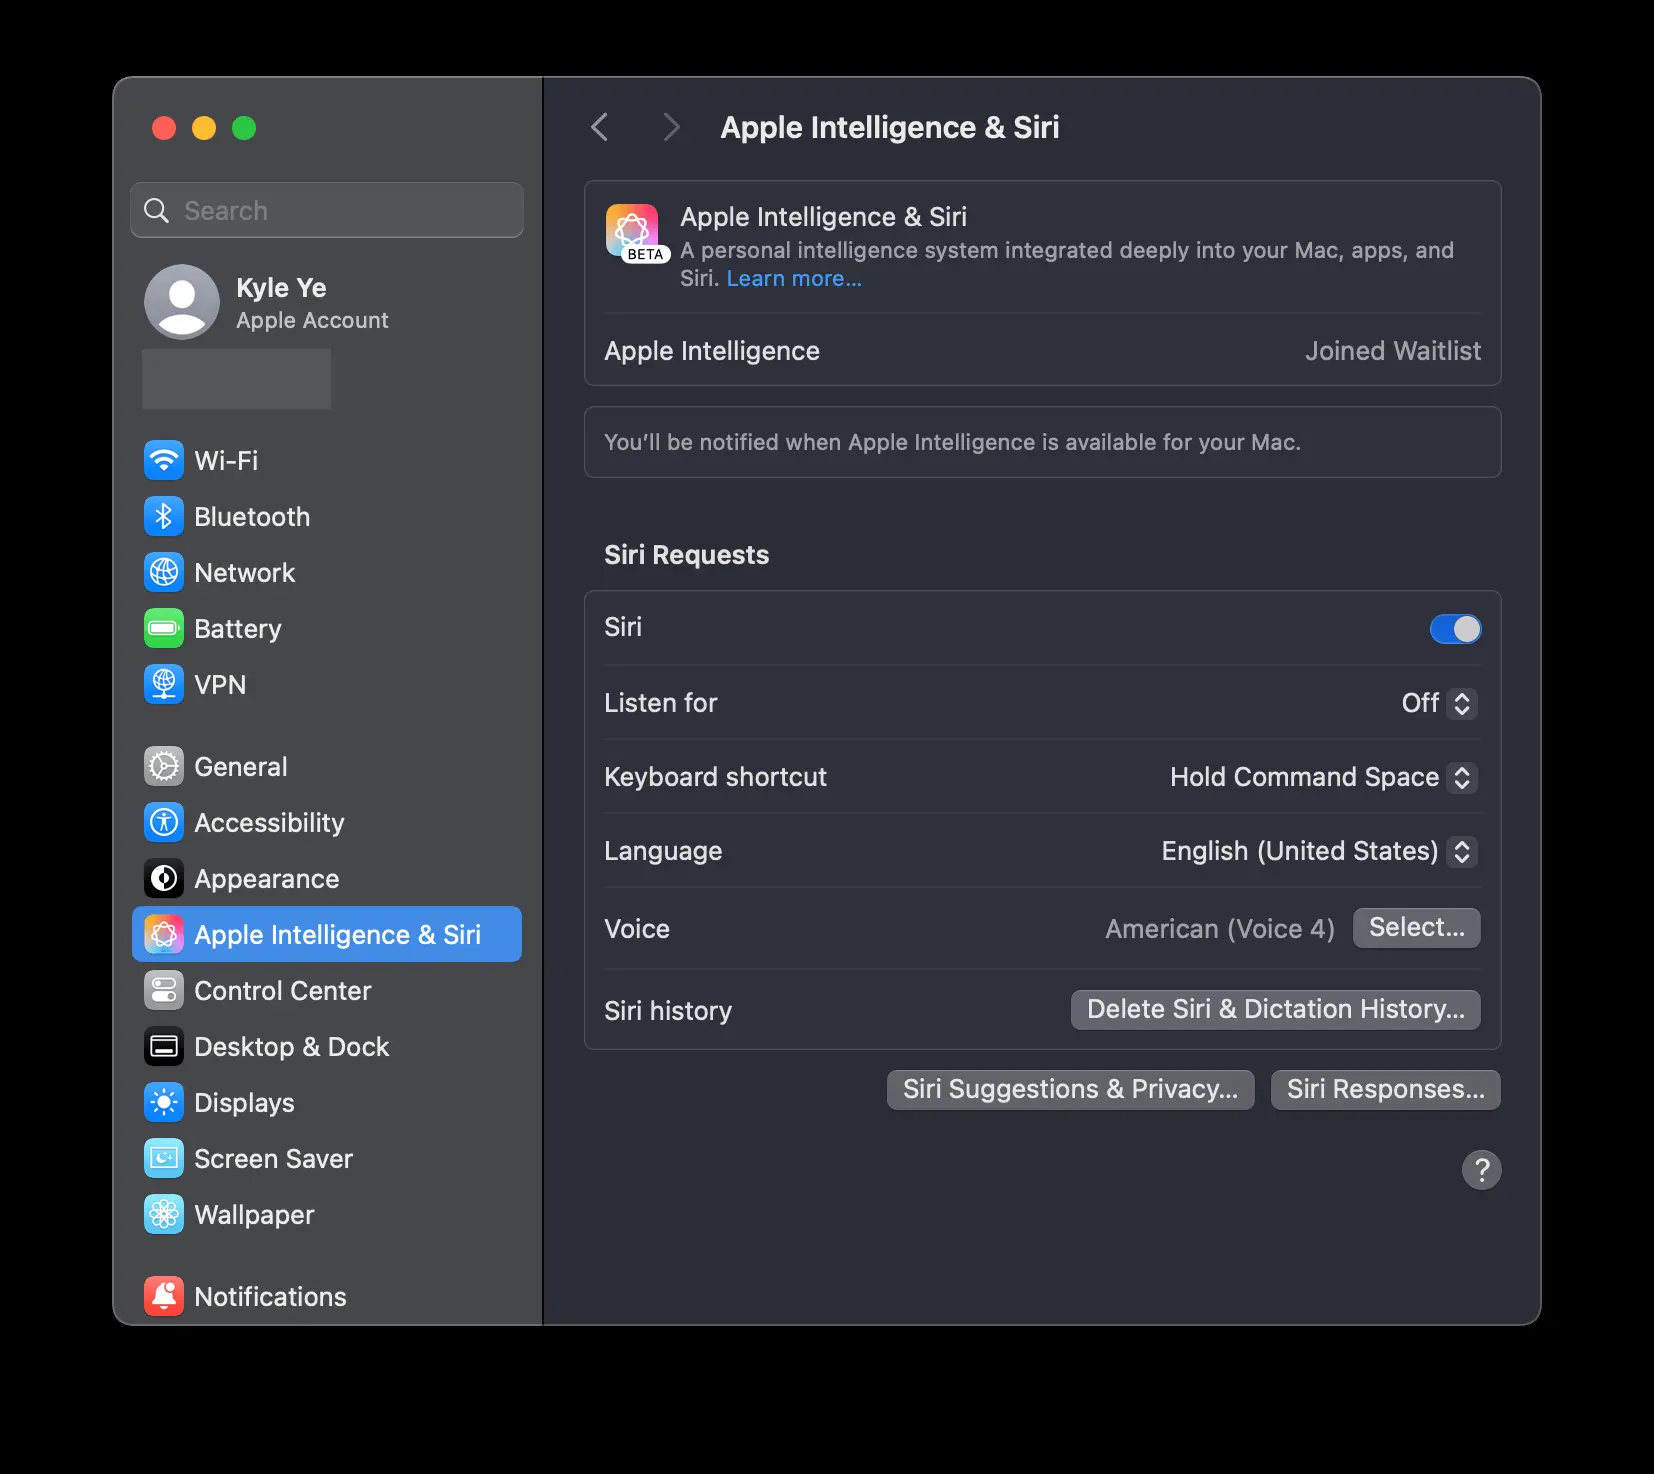 Search
Kyle Ye
Apple Account
Wi-Fi
Bluetooth
Network
Battery
VPN
General
Accessibility
Appearance
Apple Intelligence & Siri
Control Center
Desktop & Dock
Displays
Screen Saver
Wallpaper
Notifications
Apple Intelligence & Siri
Apple Intelligence & Siri
BETA
A personal intelligence system integrated deeply into your Mac, apps, and
Siri. Learn more...
Apple Intelligence Joined Waitlist
You’ll be notified when Apple Intelligence is available for your Mac.
Siri Requests
Siri
Listen for Off
Keyboard shortcut Hold Command Space
Language English (United States)
Voice American (Voice 4) Select...
Siri history Delete Siri & Dictation History...
Siri Suggestions & Privacy... Siri Responses...
?